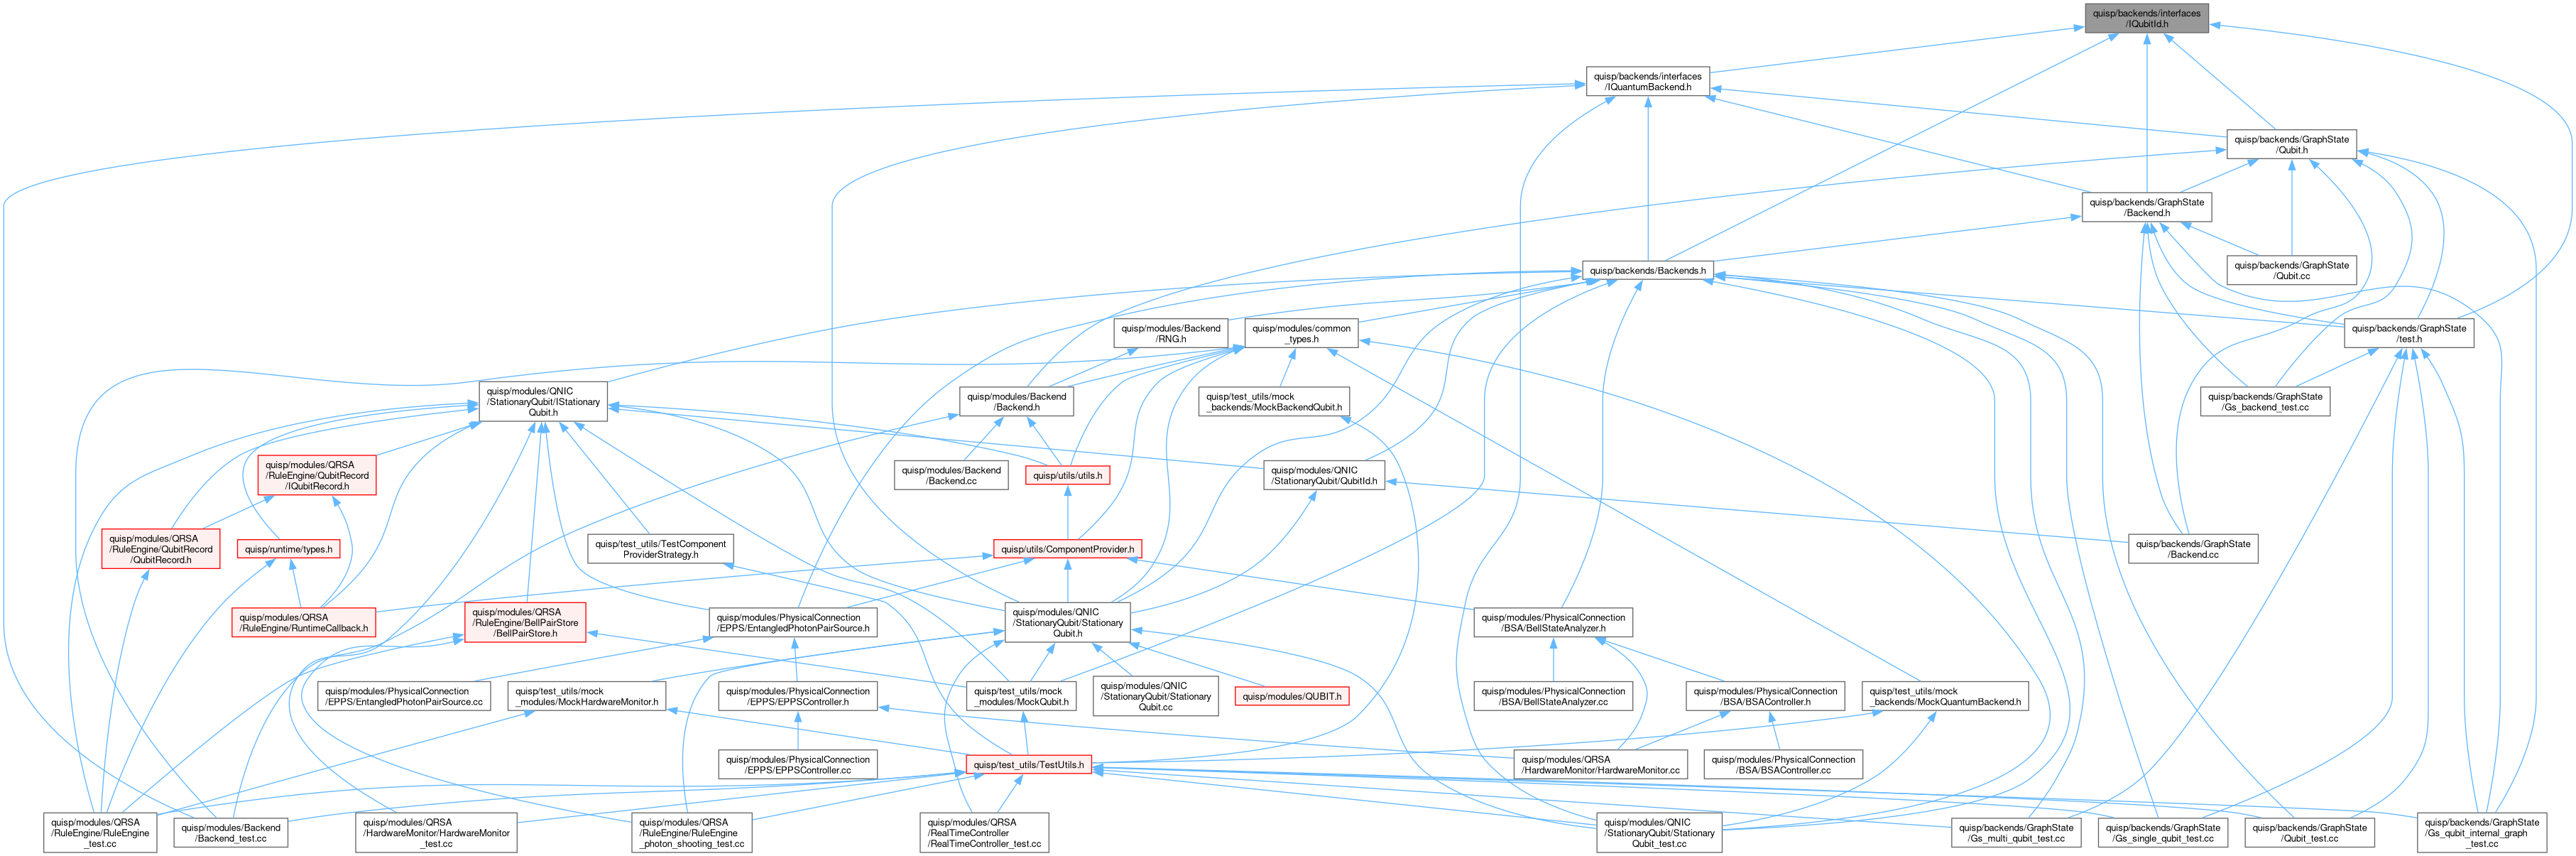 quisp/backends/interfaces
/IQubitId.h
quisp/backends/interfaces
/IQuantumBackend.h
quisp/backends/GraphState
/Qubit.h
quisp/backends/GraphState
/Backend.h
quisp/backends/Backends.h
quisp/backends/GraphState
/Qubit.cc
quisp/modules/Backend
/RNG.h
quisp/modules/common
_types.h
quisp/backends/GraphState
/test.h
quisp/modules/QNIC
/StationaryQubit/IStationary
Qubit.h
quisp/modules/Backend
/Backend.h
quisp/test_utils/mock
_backends/MockBackendQubit.h
quisp/backends/GraphState
/Gs_backend_test.cc
quisp/modules/QRSA
/RuleEngine/QubitRecord
/IQubitRecord.h
quisp/modules/Backend
/Backend.cc
quisp/utils/utils.h
quisp/modules/QNIC
/StationaryQubit/QubitId.h
quisp/modules/QRSA
/RuleEngine/QubitRecord
/QubitRecord.h
quisp/runtime/types.h
quisp/test_utils/TestComponent
ProviderStrategy.h
quisp/utils/ComponentProvider.h
quisp/backends/GraphState
/Backend.cc
quisp/modules/QRSA
/RuleEngine/RuntimeCallback.h
quisp/modules/QRSA
/RuleEngine/BellPairStore
/BellPairStore.h
quisp/modules/PhysicalConnection
/EPPS/EntangledPhotonPairSource.h
quisp/modules/QNIC
/StationaryQubit/Stationary
Qubit.h
quisp/modules/PhysicalConnection
/BSA/BellStateAnalyzer.h
quisp/modules/PhysicalConnection
/EPPS/EntangledPhotonPairSource.cc
quisp/test_utils/mock
_modules/MockHardwareMonitor.h
quisp/modules/PhysicalConnection
/EPPS/EPPSController.h
quisp/test_utils/mock
_modules/MockQubit.h
quisp/modules/QNIC
/StationaryQubit/Stationary
Qubit.cc
quisp/modules/QUBIT.h
quisp/modules/PhysicalConnection
/BSA/BellStateAnalyzer.cc
quisp/modules/PhysicalConnection
/BSA/BSAController.h
quisp/test_utils/mock
_backends/MockQuantumBackend.h
quisp/modules/PhysicalConnection
/EPPS/EPPSController.cc
quisp/test_utils/TestUtils.h
quisp/modules/QRSA
/HardwareMonitor/HardwareMonitor.cc
quisp/modules/PhysicalConnection
/BSA/BSAController.cc
quisp/modules/QRSA
/RuleEngine/RuleEngine
_test.cc
quisp/modules/Backend
/Backend_test.cc
quisp/modules/QRSA
/HardwareMonitor/HardwareMonitor
_test.cc
quisp/modules/QRSA
/RuleEngine/RuleEngine
_photon_shooting_test.cc
quisp/modules/QRSA
/RealTimeController
/RealTimeController_test.cc
quisp/modules/QNIC
/StationaryQubit/Stationary
Qubit_test.cc
quisp/backends/GraphState
/Gs_multi_qubit_test.cc
quisp/backends/GraphState
/Gs_single_qubit_test.cc
quisp/backends/GraphState
/Qubit_test.cc
quisp/backends/GraphState
/Gs_qubit_internal_graph
_test.cc